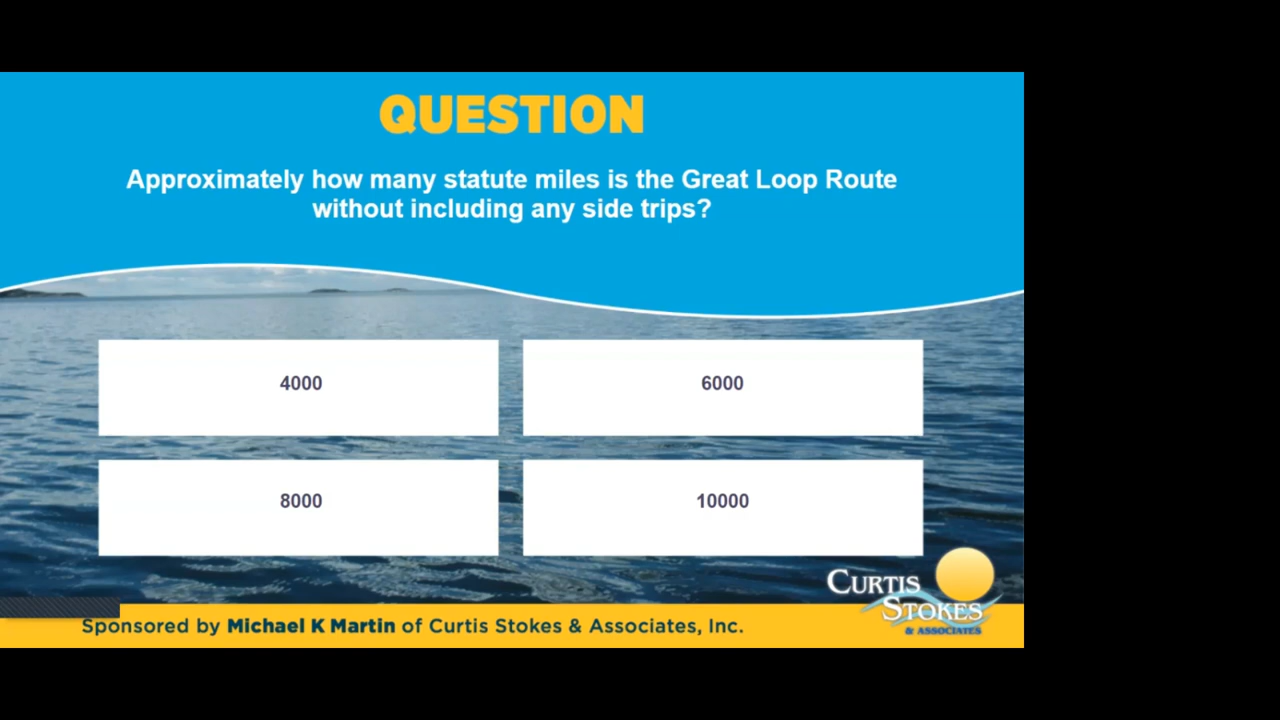 QUESTION
Approximately how many statute miles is the Great Loop Route
without including any side trips?
4000
6000
8000
10000
CURTIS
STOKES
& ASSOCIATES
Sponsored by Michael K Martin of Curtis Stokes & Associates, Inc.